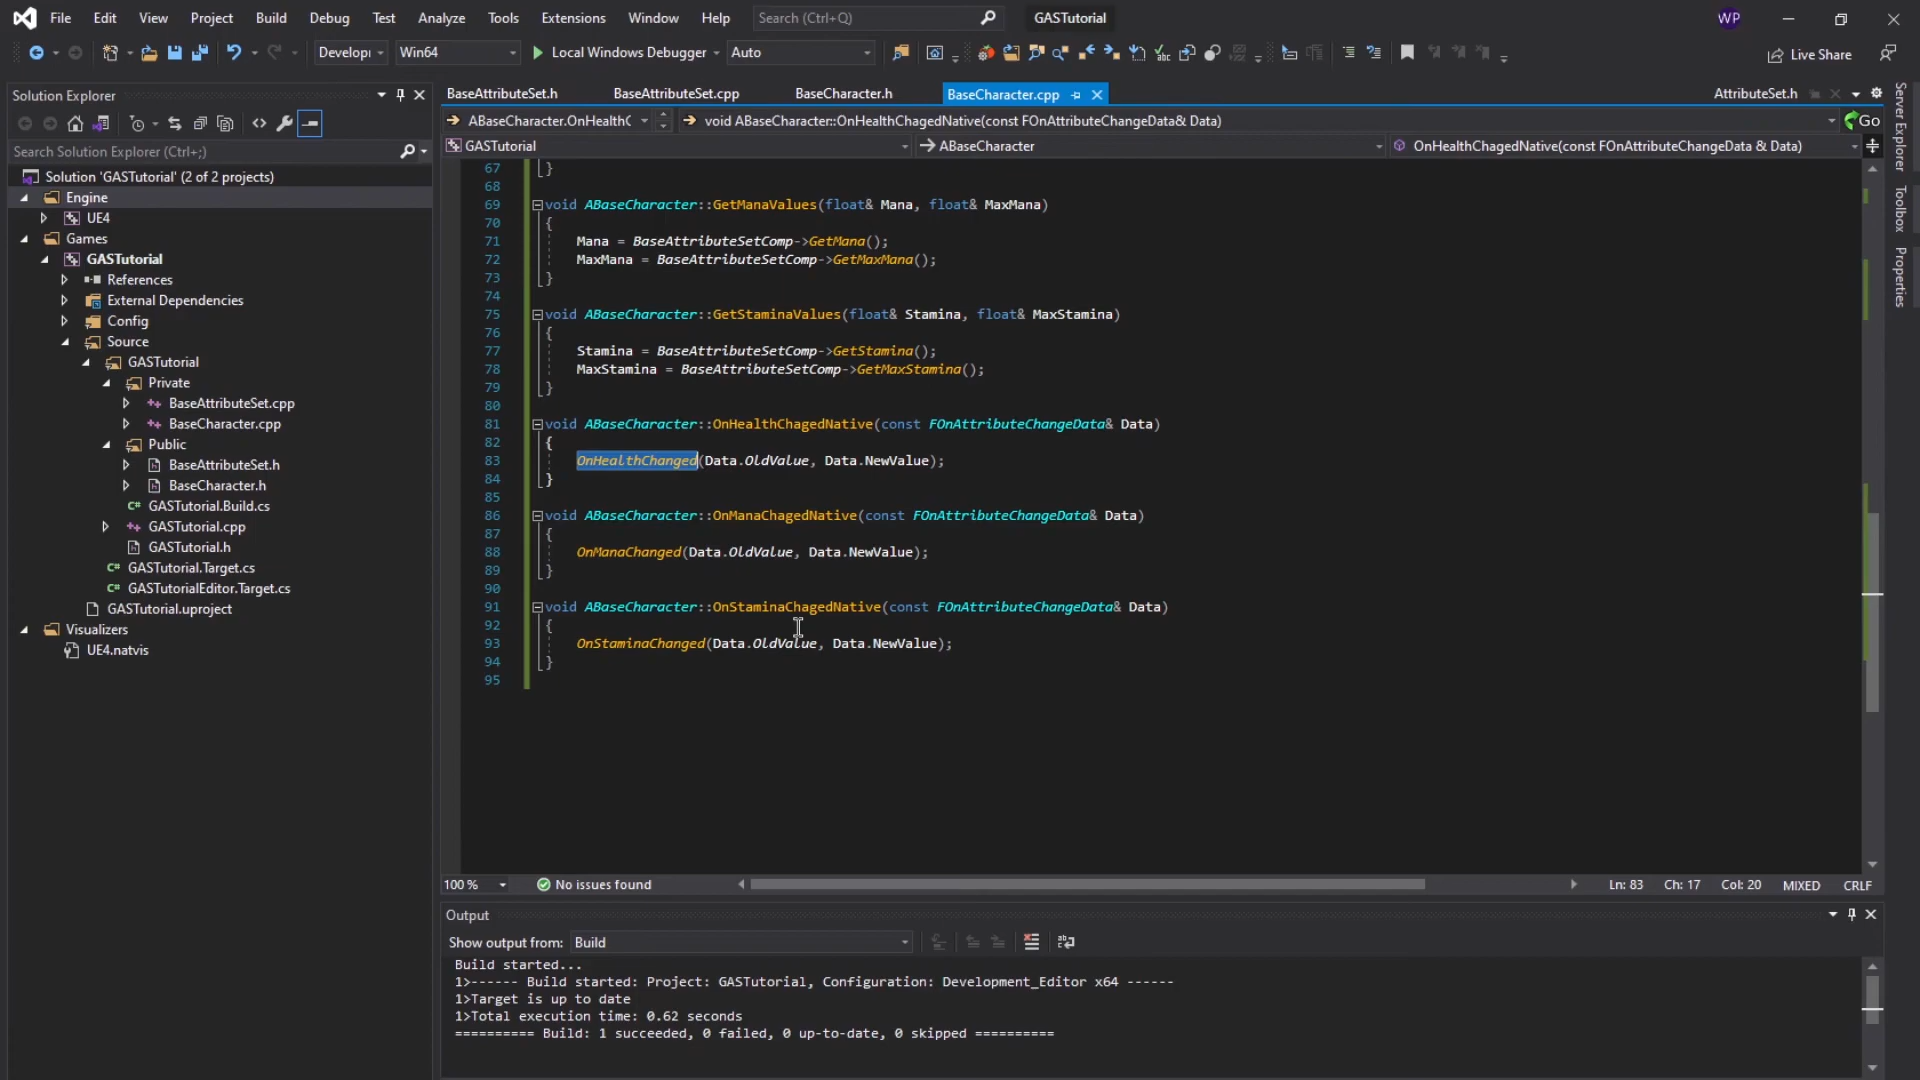 File Edit View Project Build Debug Test Analyze Tools Extensions Window Help Search (Ctrl+Q) GASTutorial WP
Develop Win64 Local Windows Debugger Auto Live Share
Solution Explorer
Search Solution Explorer (Ctrl+;)
Solution 'GASTutorial' (2 of 2 projects)
Engine
UE4
Games
GASTutorial
References
External Dependencies
Config
Source
GASTutorial
Private
BaseAttributeSet.cpp
BaseCharacter.cpp
Public
BaseAttributeSet.h
BaseCharacter.h
GASTutorial.Build.cs
GASTutorial.cpp
GASTutorial.h
GASTutorial.Target.cs
GASTutorialEditor.Target.cs
GASTutorial.uproject
Visualizers
UE4.natvis
BaseAttributeSet.h BaseAttributeSet.cpp BaseCharacter.h BaseCharacter.cpp AttributeSet.h
ABaseCharacter.OnHealthC void ABaseCharacter::OnHealthChagedNative(const FOnAttributeChangeData& Data) Go
GASTutorial ABaseCharacter OnHealthChagedNative(const FOnAttributeChangeData & Data)
67 }
68
69 void ABaseCharacter::GetManaValues(float& Mana, float& MaxMana)
70 {
71 Mana = BaseAttributeSetComp->GetMana();
72 MaxMana = BaseAttributeSetComp->GetMaxMana();
73 }
74
75 void ABaseCharacter::GetStaminaValues(float& Stamina, float& MaxStamina)
76 {
77 Stamina = BaseAttributeSetComp->GetStamina();
78 MaxStamina = BaseAttributeSetComp->GetMaxStamina();
79 }
80
81 void ABaseCharacter::OnHealthChagedNative(const FOnAttributeChangeData& Data)
82 {
83 OnHealthChanged(Data.OldValue, Data.NewValue);
84 }
85
86 void ABaseCharacter::OnManaChagedNative(const FOnAttributeChangeData& Data)
87 {
88 OnManaChanged(Data.OldValue, Data.NewValue);
89 }
90
91 void ABaseCharacter::OnStaminaChagedNative(const FOnAttributeChangeData& Data)
92 {
93 OnStaminaChanged(Data.OldValue, Data.NewValue);
94 }
95
100 % No issues found Ln: 83 Ch: 17 Col: 20 MIXED CRLF
Output
Show output from: Build
Build started...
1>------ Build started: Project: GASTutorial, Configuration: Development_Editor x64 ------
1>Target is up to date
1>Total execution time: 0.62 seconds
========== Build: 1 succeeded, 0 failed, 0 up-to-date, 0 skipped ==========
Server Explorer
Toolbox
Properties